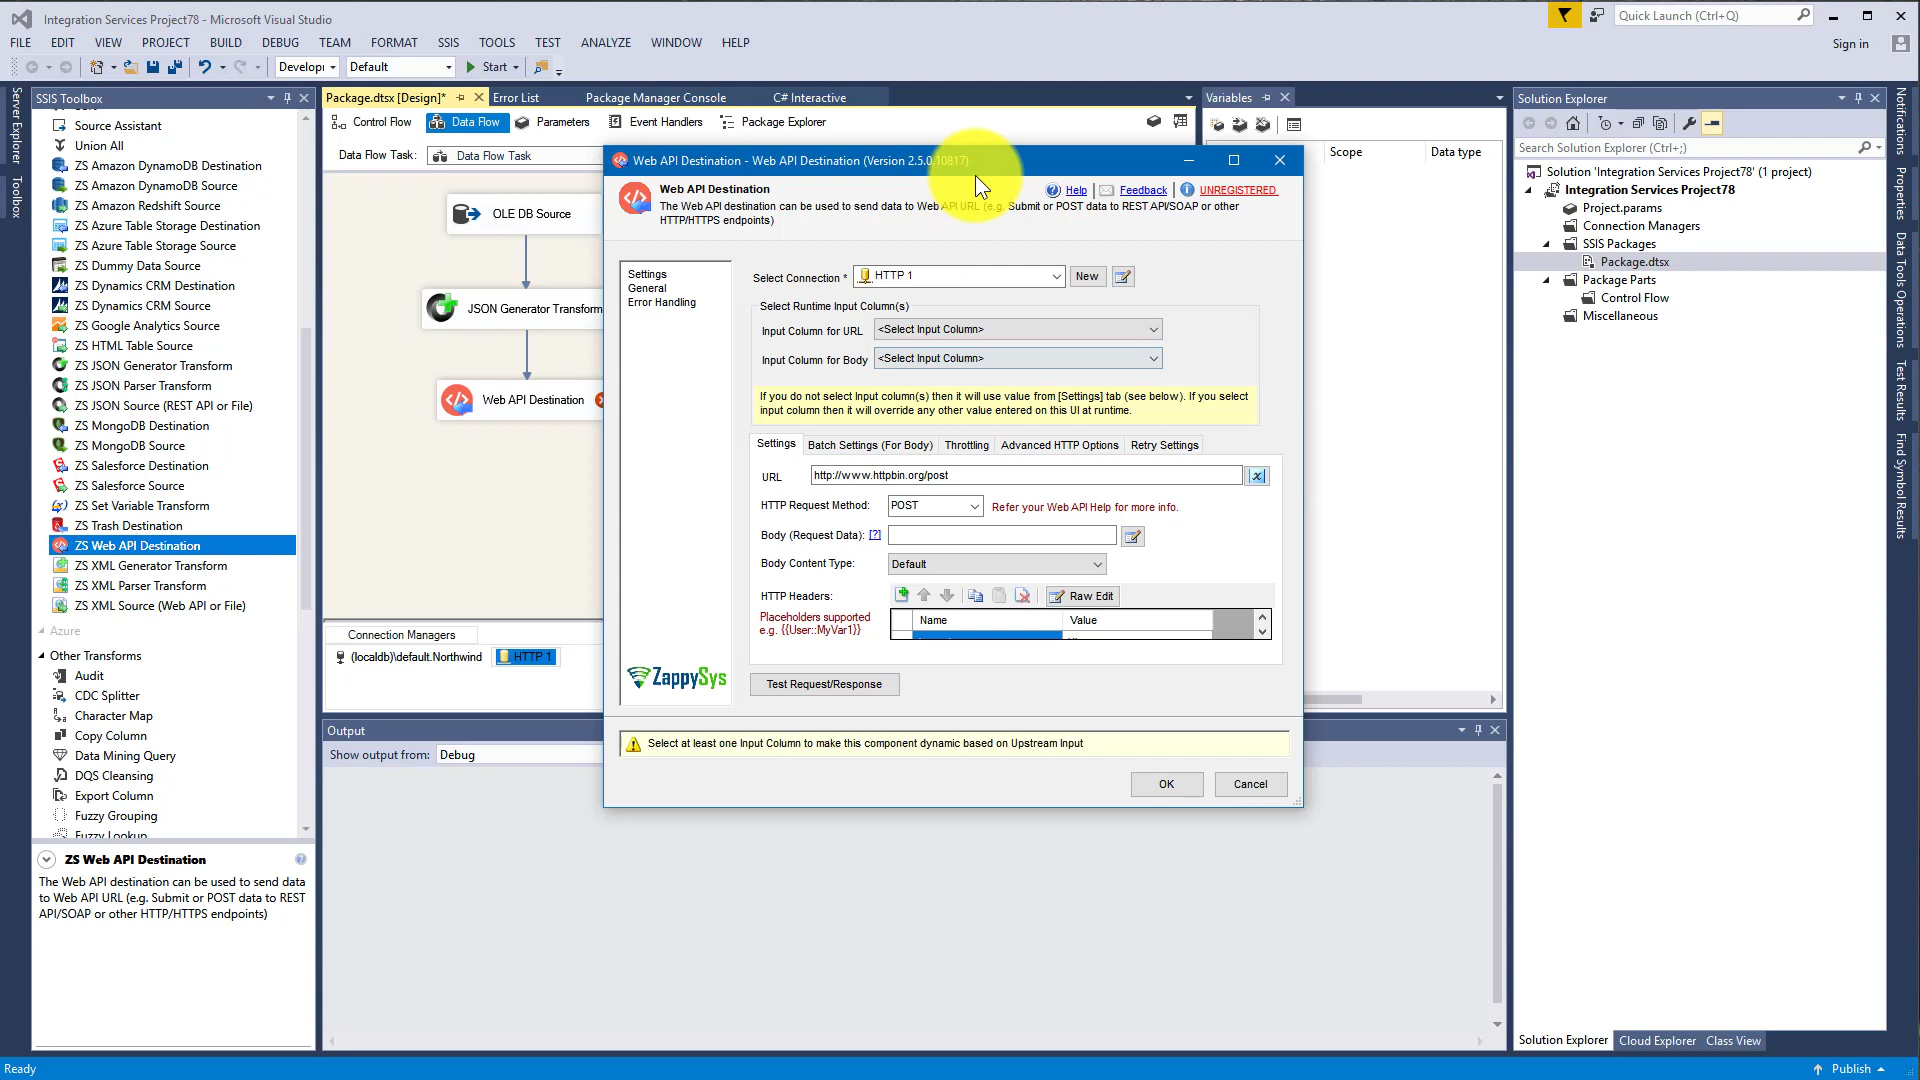 Integration Services Project78 - Microsoft Visual Studio
Quick Launch (Ctrl+Q)
FILE EDIT VIEW PROJECT BUILD DEBUG TEAM FORMAT SSIS TOOLS TEST ANALYZE WINDOW HELP
Sign in
Developı Default Start
Server Explorer
Toolbox
SSIS Toolbox
Source Assistant
Union All
ZS Amazon DynamoDB Destination
ZS Amazon DynamoDB Source
ZS Amazon Redshift Source
ZS Azure Table Storage Destination
ZS Azure Table Storage Source
ZS Dummy Data Source
ZS Dynamics CRM Destination
ZS Dynamics CRM Source
ZS Google Analytics Source
ZS HTML Table Source
ZS JSON Generator Transform
ZS JSON Parser Transform
ZS JSON Source (REST API or File)
ZS MongoDB Destination
ZS MongoDB Source
ZS Salesforce Destination
ZS Salesforce Source
ZS Set Variable Transform
ZS Trash Destination
ZS Web API Destination
ZS XML Generator Transform
ZS XML Parser Transform
ZS XML Source (Web API or File)
Azure
Other Transforms
Audit
CDC Splitter
Character Map
Copy Column
Data Mining Query
DQS Cleansing
Export Column
Fuzzy Grouping
Fuzzy Lookup
ZS Web API Destination
The Web API destination can be used to send data
to Web API URL (e.g. Submit or POST data to REST
API/SOAP or other HTTP/HTTPS endpoints)
Package.dtsx [Design]* Error List Package Manager Console C# Interactive
Control Flow Data Flow Parameters Event Handlers Package Explorer
Data Flow Task: Data Flow Task
OLE DB Source
JSON Generator Transform
Web API Destination
Connection Managers
(localdb)\default.Northwind HTTP 1
Output
Show output from: Debug
Web API Destination - Web API Destination (Version 2.5.0.10817)
Web API Destination
Help Feedback UNREGISTERED
The Web API destination can be used to send data to Web API URL (e.g. Submit or POST data to REST API/SOAP or other
HTTP/HTTPS endpoints)
Settings
General
Error Handling
ZappySys
Select Connection * HTTP 1 New
Select Runtime Input Column(s)
Input Column for URL <Select Input Column>
Input Column for Body <Select Input Column>
If you do not select Input column(s) then it will use value from [Settings] tab (see below). If you select
input column then it will override any other value entered on this UI at runtime.
Settings Batch Settings (For Body) Throttling Advanced HTTP Options Retry Settings
URL http://www.httpbin.org/post
HTTP Request Method: POST Refer your Web API Help for more info.
Body (Request Data): [?]
Body Content Type: Default
HTTP Headers: Raw Edit
Placeholders supported
e.g. {{User::MyVar1}}
Name Value
Test Request/Response
Select at least one Input Column to make this component dynamic based on Upstream Input
OK Cancel
Variables
Scope Data type
Solution Explorer
Search Solution Explorer (Ctrl+;)
Solution 'Integration Services Project78' (1 project)
Integration Services Project78
Project.params
Connection Managers
SSIS Packages
Package.dtsx
Package Parts
Control Flow
Miscellaneous
Solution Explorer Cloud Explorer Class View
Notifications
Properties
Data Tools Operations
Test Results
Find Symbol Results
Ready
Publish